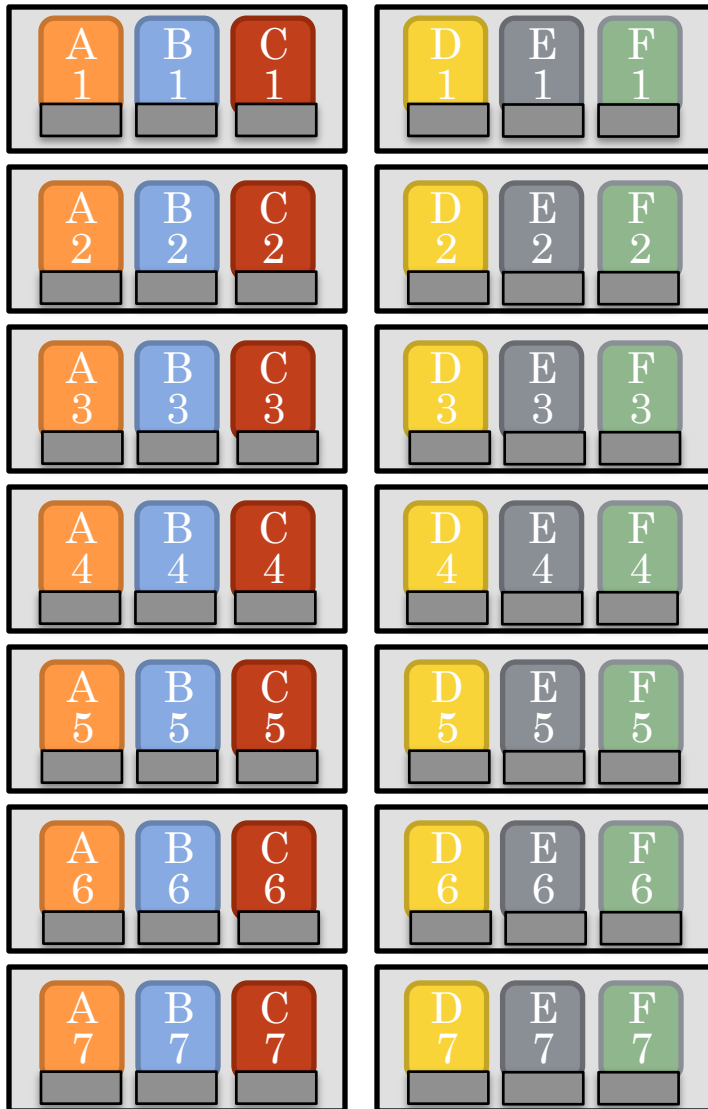 A B C D E F
1 1 1 1 1 1
A B C D E F
2 2 2 2 2 2
A B C D E F
3 3 3 3 3 3
A B C D E F
4 4 4 4 4 4
A B C D E F
5 5 5 5 5 5
A B C D E F
6 6 6 6 6 6
A B C D E F
7 7 7 7 7 7